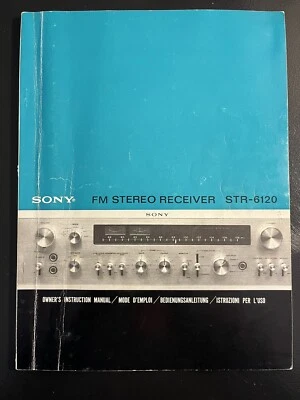 SONY® FM STEREO RECEIVER STR-6120
SONY
OWNER'S INSTRUCTION MANUAL / MODE D'EMPLOI / BEDIENUNGSANLEITUNG / ISTRUZIONI PER L'USO